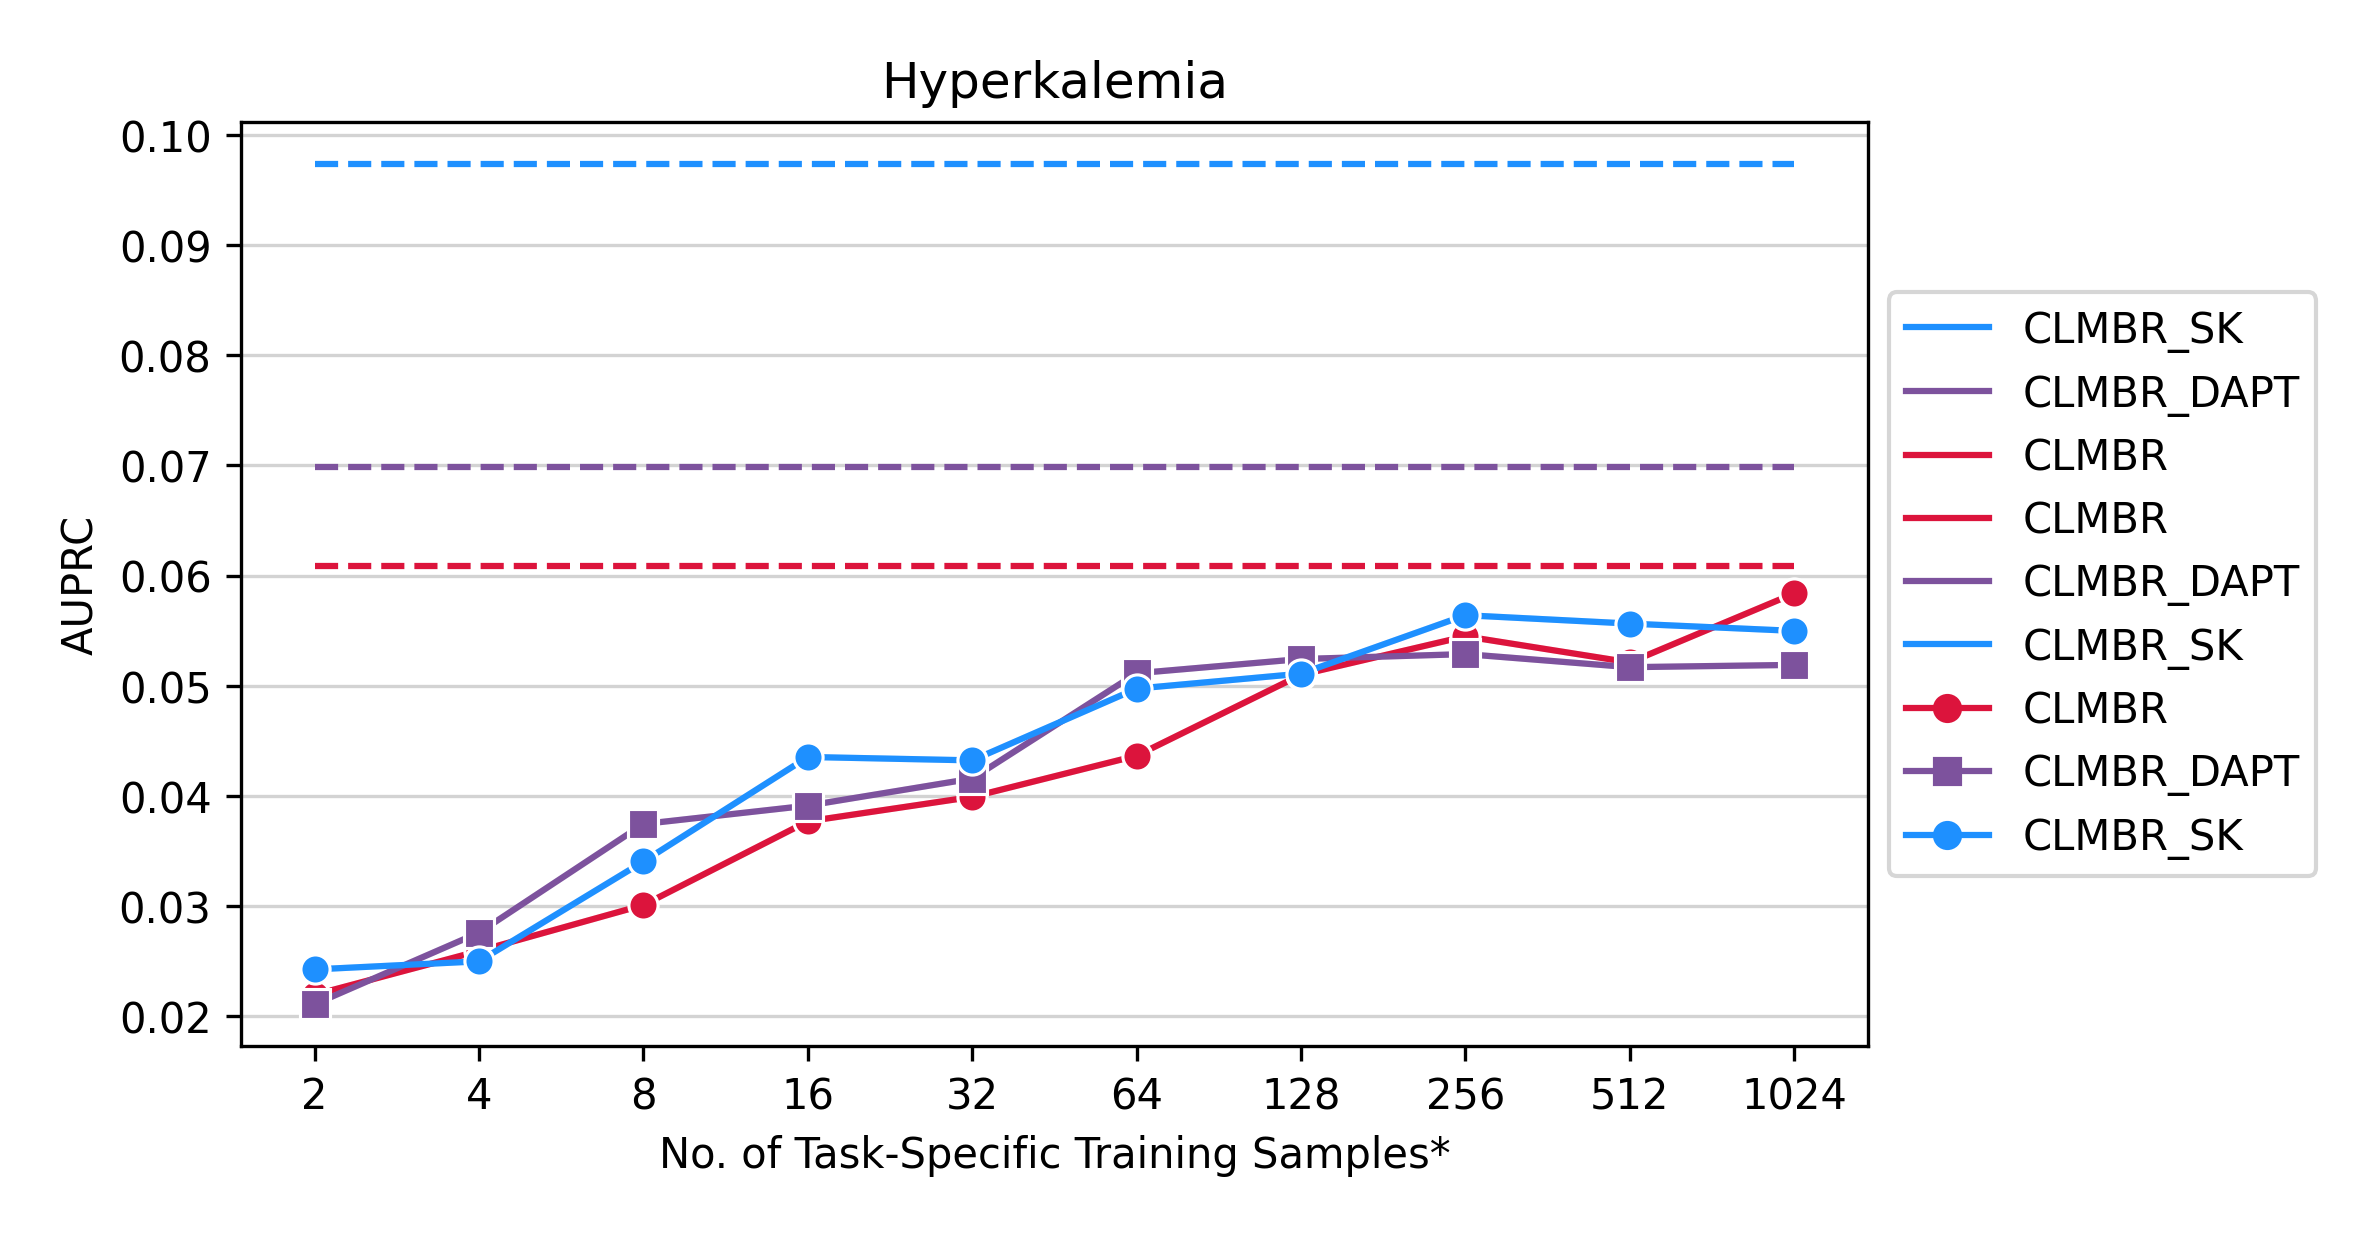 Hyperkalemia
0.10
0.09
0.08
0.07
0.06
0.05
0.04
0.03
0.02
AUPRC
2 4 8 16 32 64 128 256 512 1024
No. of Task-Specific Training Samples*
CLMBR_SK
CLMBR_DAPT
CLMBR
CLMBR
CLMBR_DAPT
CLMBR_SK
CLMBR
CLMBR_DAPT
CLMBR_SK